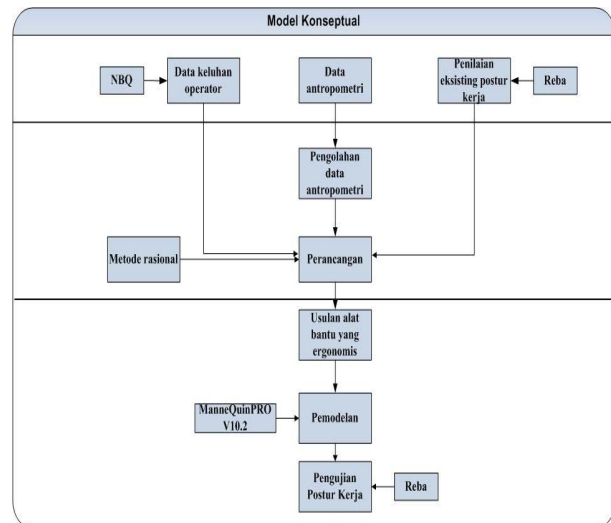 Model Konseptual
NBQ
Data keluhan
operator
Data
antropometri
Penilaian
eksisting postur
kerja
Reba
Pengolahan
data
antropometri
Metode rasional
Perancangan
Usulan alat
bantu yang
ergonomis
ManneQuinPRO
V10.2
Pemodelan
Pengujian
Postur Kerja
Reba